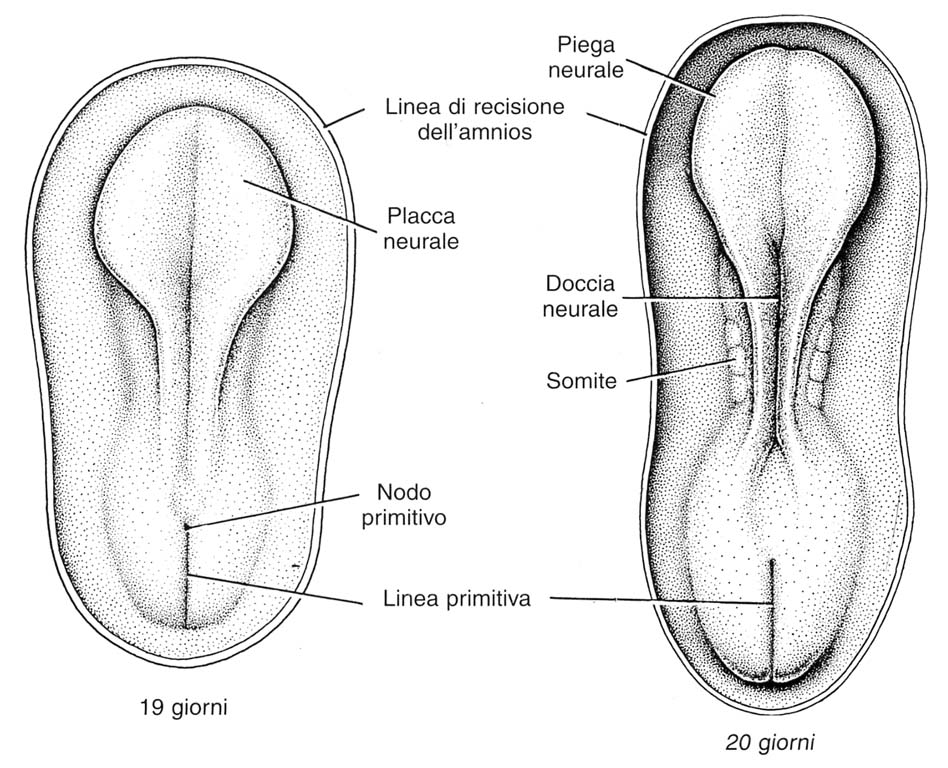 Piega
neurale
Linea di recisione
dell'amnios
Placca
neurale
Doccia
neurale
Somite
Nodo
primitivo
Linea primitiva
19 giorni
20 giorni